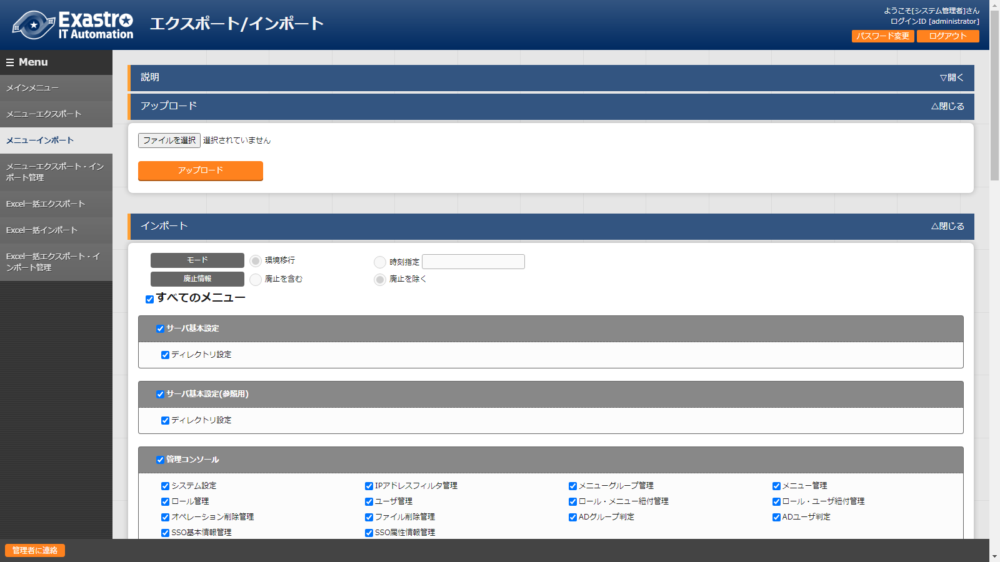 Exastro
IT Automation
エクスポート/インポート
ようこそ[システム管理者]さん
ログインID [administrator]
パスワード変更
ログアウト
Menu
メインメニュー
メニューエクスポート
メニューインポート
メニューエクスポート・イン
ポート管理
Excel一括エクスポート
Excel一括インポート
Excel一括エクスポート・イ
ンポート管理
説明
▽開く
アップロード
△閉じる
ファイルを選択 選択されていません
アップロード
インポート
△閉じる
モード 環境移行 時刻指定
廃止情報 廃止を含む 廃止を除く
すべてのメニュー
サーバ基本設定
ディレクトリ設定
サーバ基本設定(参照用)
ディレクトリ設定
管理コンソール
システム設定 IPアドレスフィルタ管理 メニューグループ管理 メニュー管理
ロール管理 ユーザ管理 ロール・メニュー紐付管理 ロール・ユーザ紐付管理
オペレーション削除管理 ファイル削除管理 ADグループ判定 ADユーザ判定
SSO基本情報管理 SSO属性情報管理
管理者に連絡